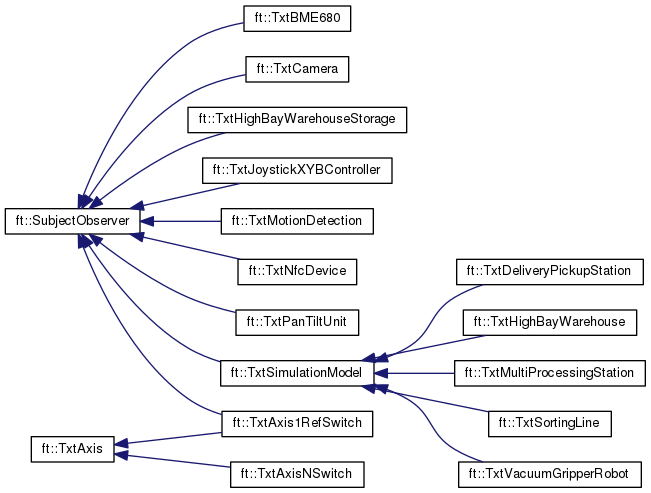 ft::TxtBME680
ft::TxtCamera
ft::TxtHighBayWarehouseStorage
ft::TxtJoystickXYBController
ft::SubjectObserver
ft::TxtMotionDetection
ft::TxtNfcDevice
ft::TxtDeliveryPickupStation
ft::TxtPanTiltUnit
ft::TxtHighBayWarehouse
ft::TxtSimulationModel
ft::TxtMultiProcessingStation
ft::TxtAxis1RefSwitch
ft::TxtSortingLine
ft::TxtAxis
ft::TxtAxisNSwitch
ft::TxtVacuumGripperRobot